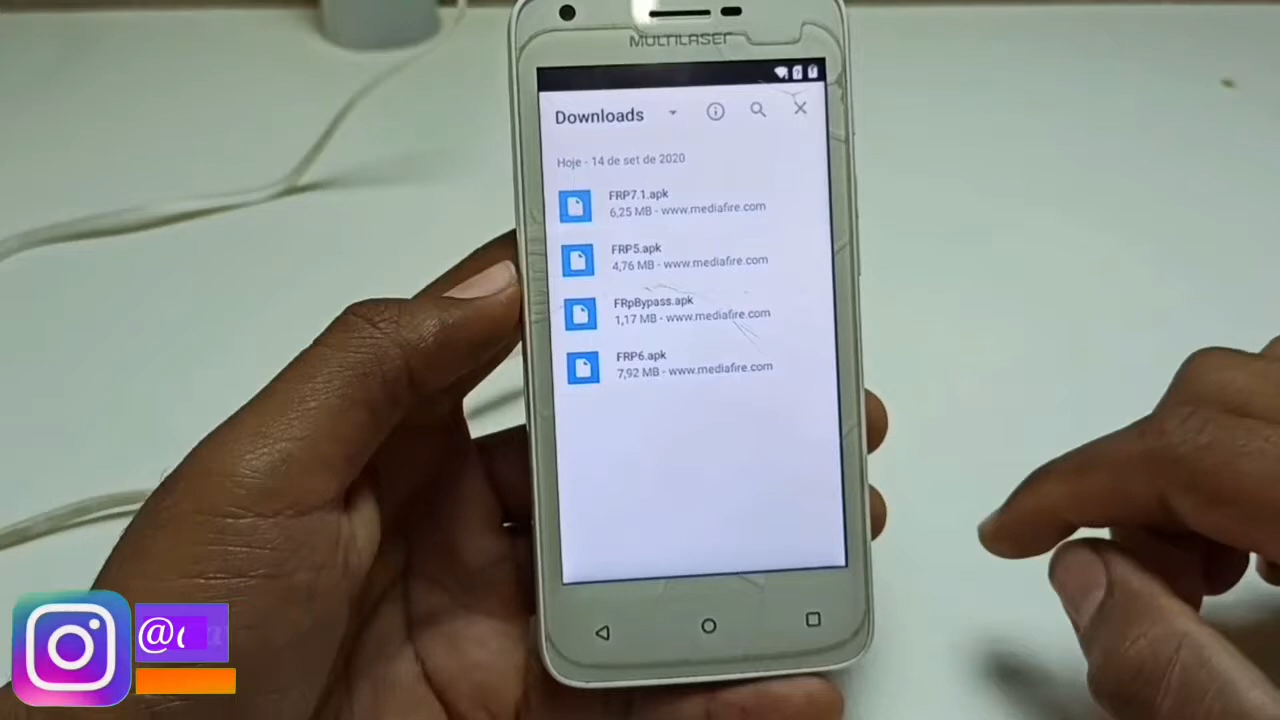 MULTILASER
Downloads
Hoje - 14 de set de 2020
FRP7.1.apk
6,25 MB - www.mediafire.com
FRP5.apk
4,76 MB - www.mediafire.com
FRpBypass.apk
1,17 MB - www.mediafire.com
FRP6.apk
7,92 MB - www.mediafire.com